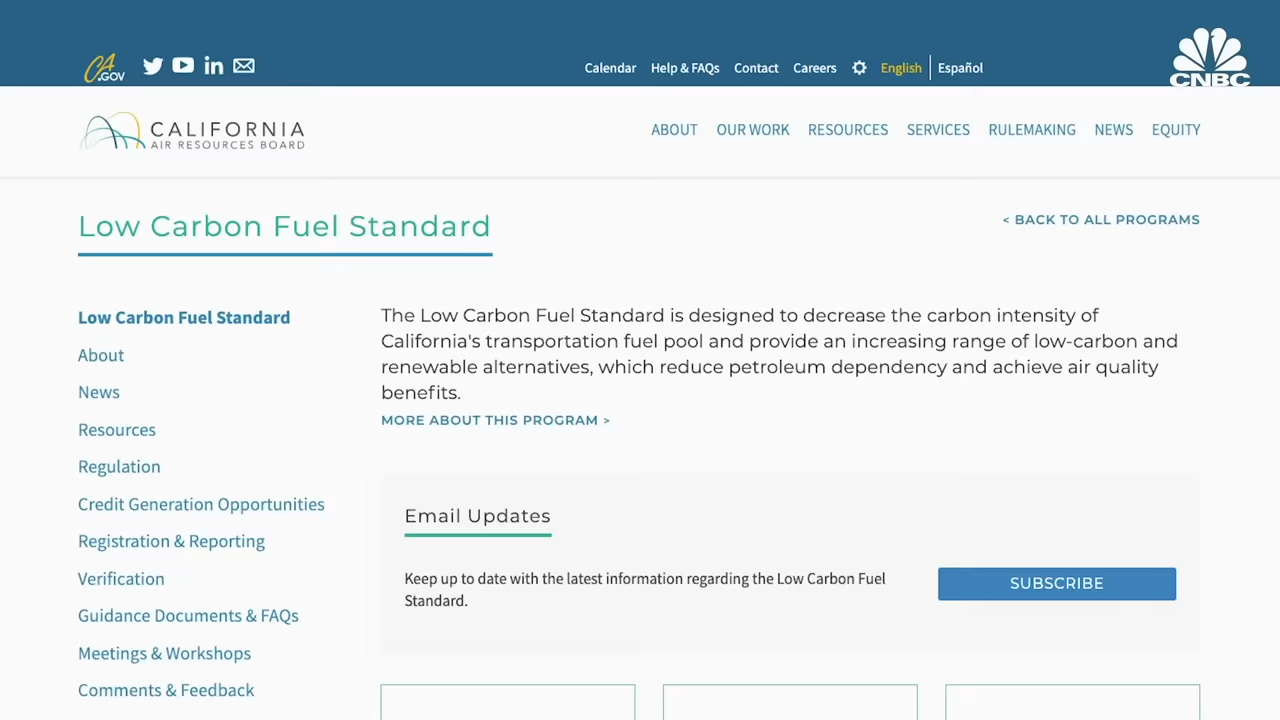 CA.GOV
Calendar Help & FAQs Contact Careers English Español
CNBC
CALIFORNIA
AIR RESOURCES BOARD
ABOUT OUR WORK RESOURCES SERVICES RULEMAKING NEWS EQUITY
Low Carbon Fuel Standard
< BACK TO ALL PROGRAMS
Low Carbon Fuel Standard
About
News
Resources
Regulation
Credit Generation Opportunities
Registration & Reporting
Verification
Guidance Documents & FAQs
Meetings & Workshops
Comments & Feedback
The Low Carbon Fuel Standard is designed to decrease the carbon intensity of
California's transportation fuel pool and provide an increasing range of low-carbon and
renewable alternatives, which reduce petroleum dependency and achieve air quality
benefits.
MORE ABOUT THIS PROGRAM >
Email Updates
Keep up to date with the latest information regarding the Low Carbon Fuel
Standard.
SUBSCRIBE